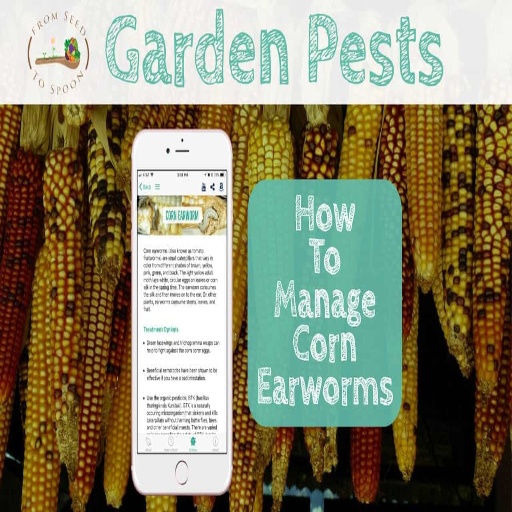 FROM SEED
TO SPOON
Garden Pests
How
To
Manage
Corn
Earworms
Back
CORN EARWORM
Corn earworms (also known as tomato
fruitworms) are small caterpillars that vary in
color from different shades of brown, yellow,
pink, green, and black. The light yellow adult
moth lays white, circular eggs on leaves or corn
silk in the spring time. The earworm consumes
the silk and then moves on to the ear. On other
plants, earworms consume stems, leaves, and
fruit.
Treatment Options
Green lacewings and trichogramma wasps can
help to fight against the corn worm eggs.
Beneficial nematodes have been shown to be
effective if you have a bad infestation.
Use the organic pesticide, BTK (bacillus
thuringiensis Kurstaki). BTK is a naturally
occurring microorganism that sickens and kills
caterpillars without harming butterflies, bees,
and other beneficial insects. There are varied